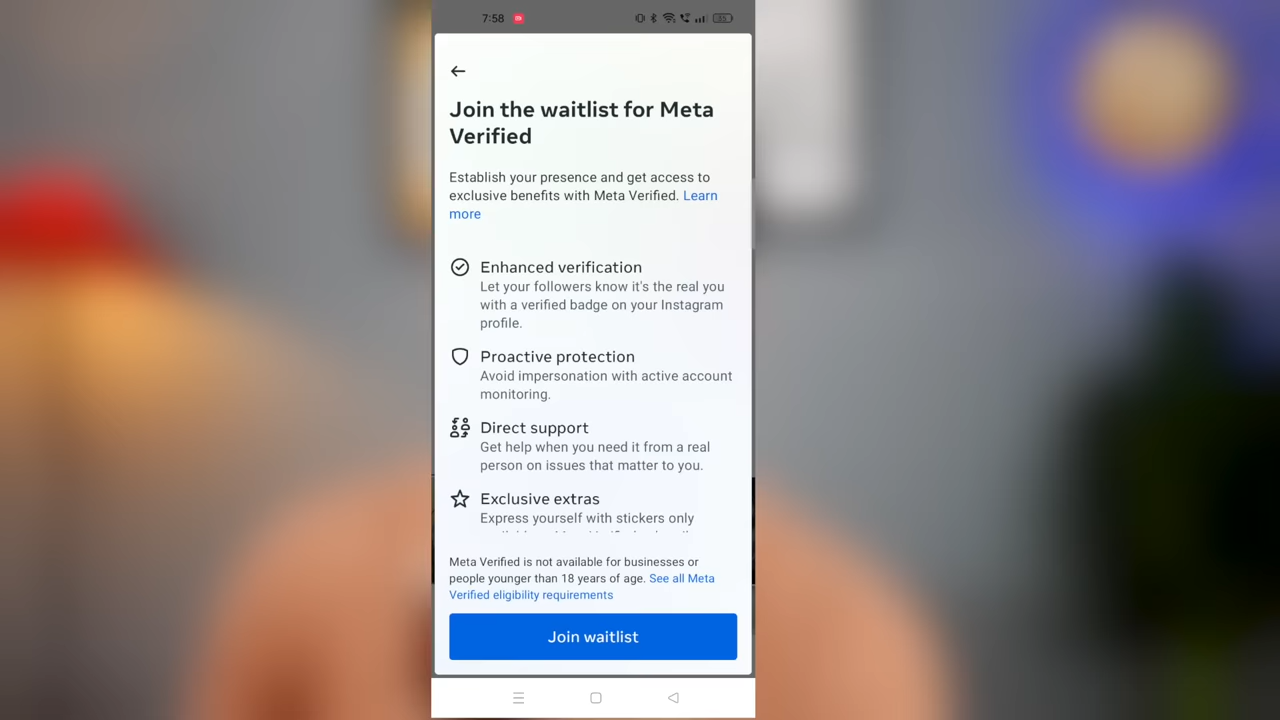 7:58
85
Join the waitlist for Meta
Verified
Establish your presence and get access to
exclusive benefits with Meta Verified. Learn
more
Enhanced verification
Let your followers know it's the real you
with a verified badge on your Instagram
profile.
Proactive protection
Avoid impersonation with active account
monitoring.
Direct support
Get help when you need it from a real
person on issues that matter to you.
Exclusive extras
Express yourself with stickers only
Meta Verified is not available for businesses or
people younger than 18 years of age. See all Meta
Verified eligibility requirements
Join waitlist